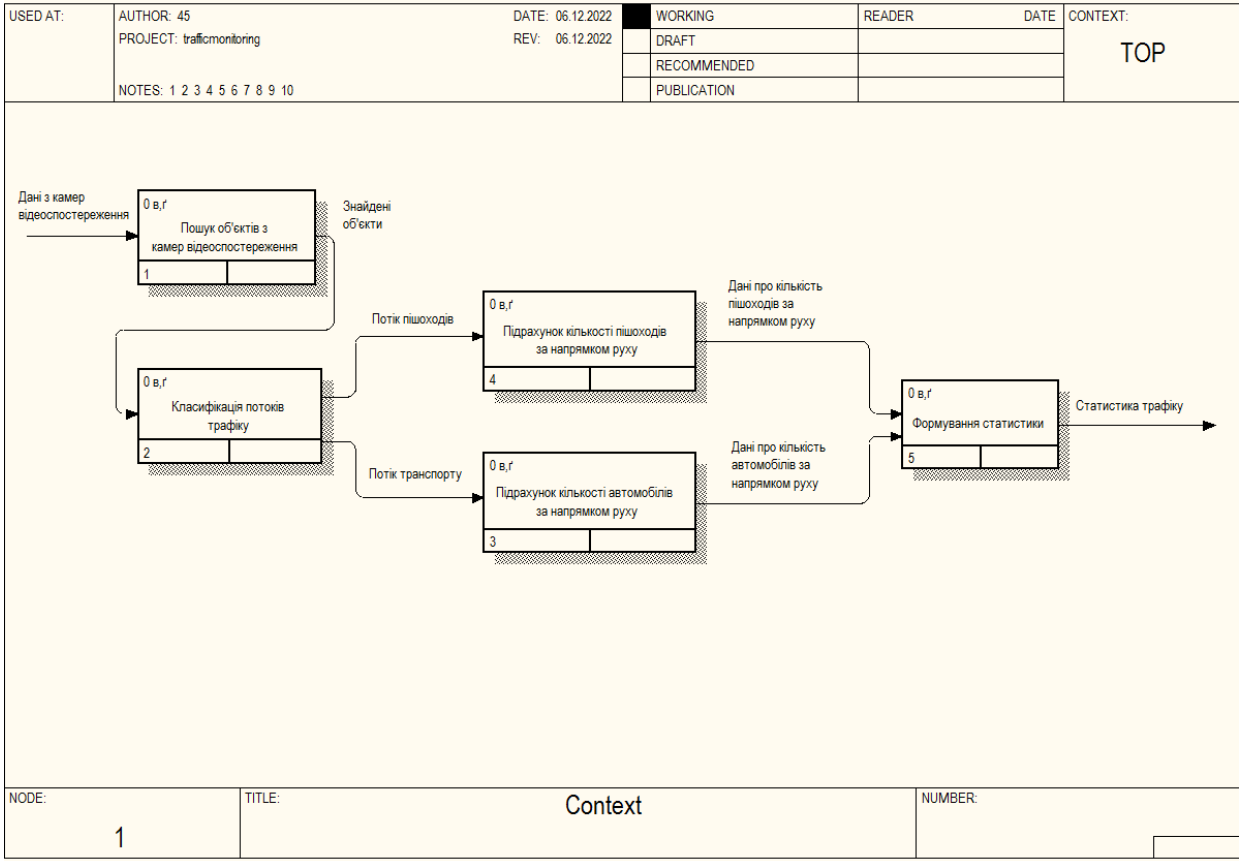 USED AT:
AUTHOR: 45
DATE: 06.12.2022
PROJECT: trafficmonitoring
REV: 06.12.2022
NOTES: 1 2 3 4 5 6 7 8 9 10
WORKING
DRAFT
RECOMMENDED
PUBLICATION
READER
DATE
CONTEXT:
TOP
Дані з камер
відеоспостереження
0 в,ґ
Пошук об'єктів з
камер відеоспостереження
1
Знайдені
об'єкти
0 в,ґ
Класифікація потоків
трафіку
2
Потік пішоходів
Потік транспорту
0 в,ґ
Підрахунок кількості пішоходів
за напрямком руху
4
0 в,ґ
Підрахунок кількості автомобілів
за напрямком руху
3
Дані про кількість
пішоходів за
напрямком руху
Дані про кількість
автомобілів за
напрямком руху
0 в,ґ
Формування статистики
5
Статистика трафіку
NODE:
1
TITLE:
Context
NUMBER: